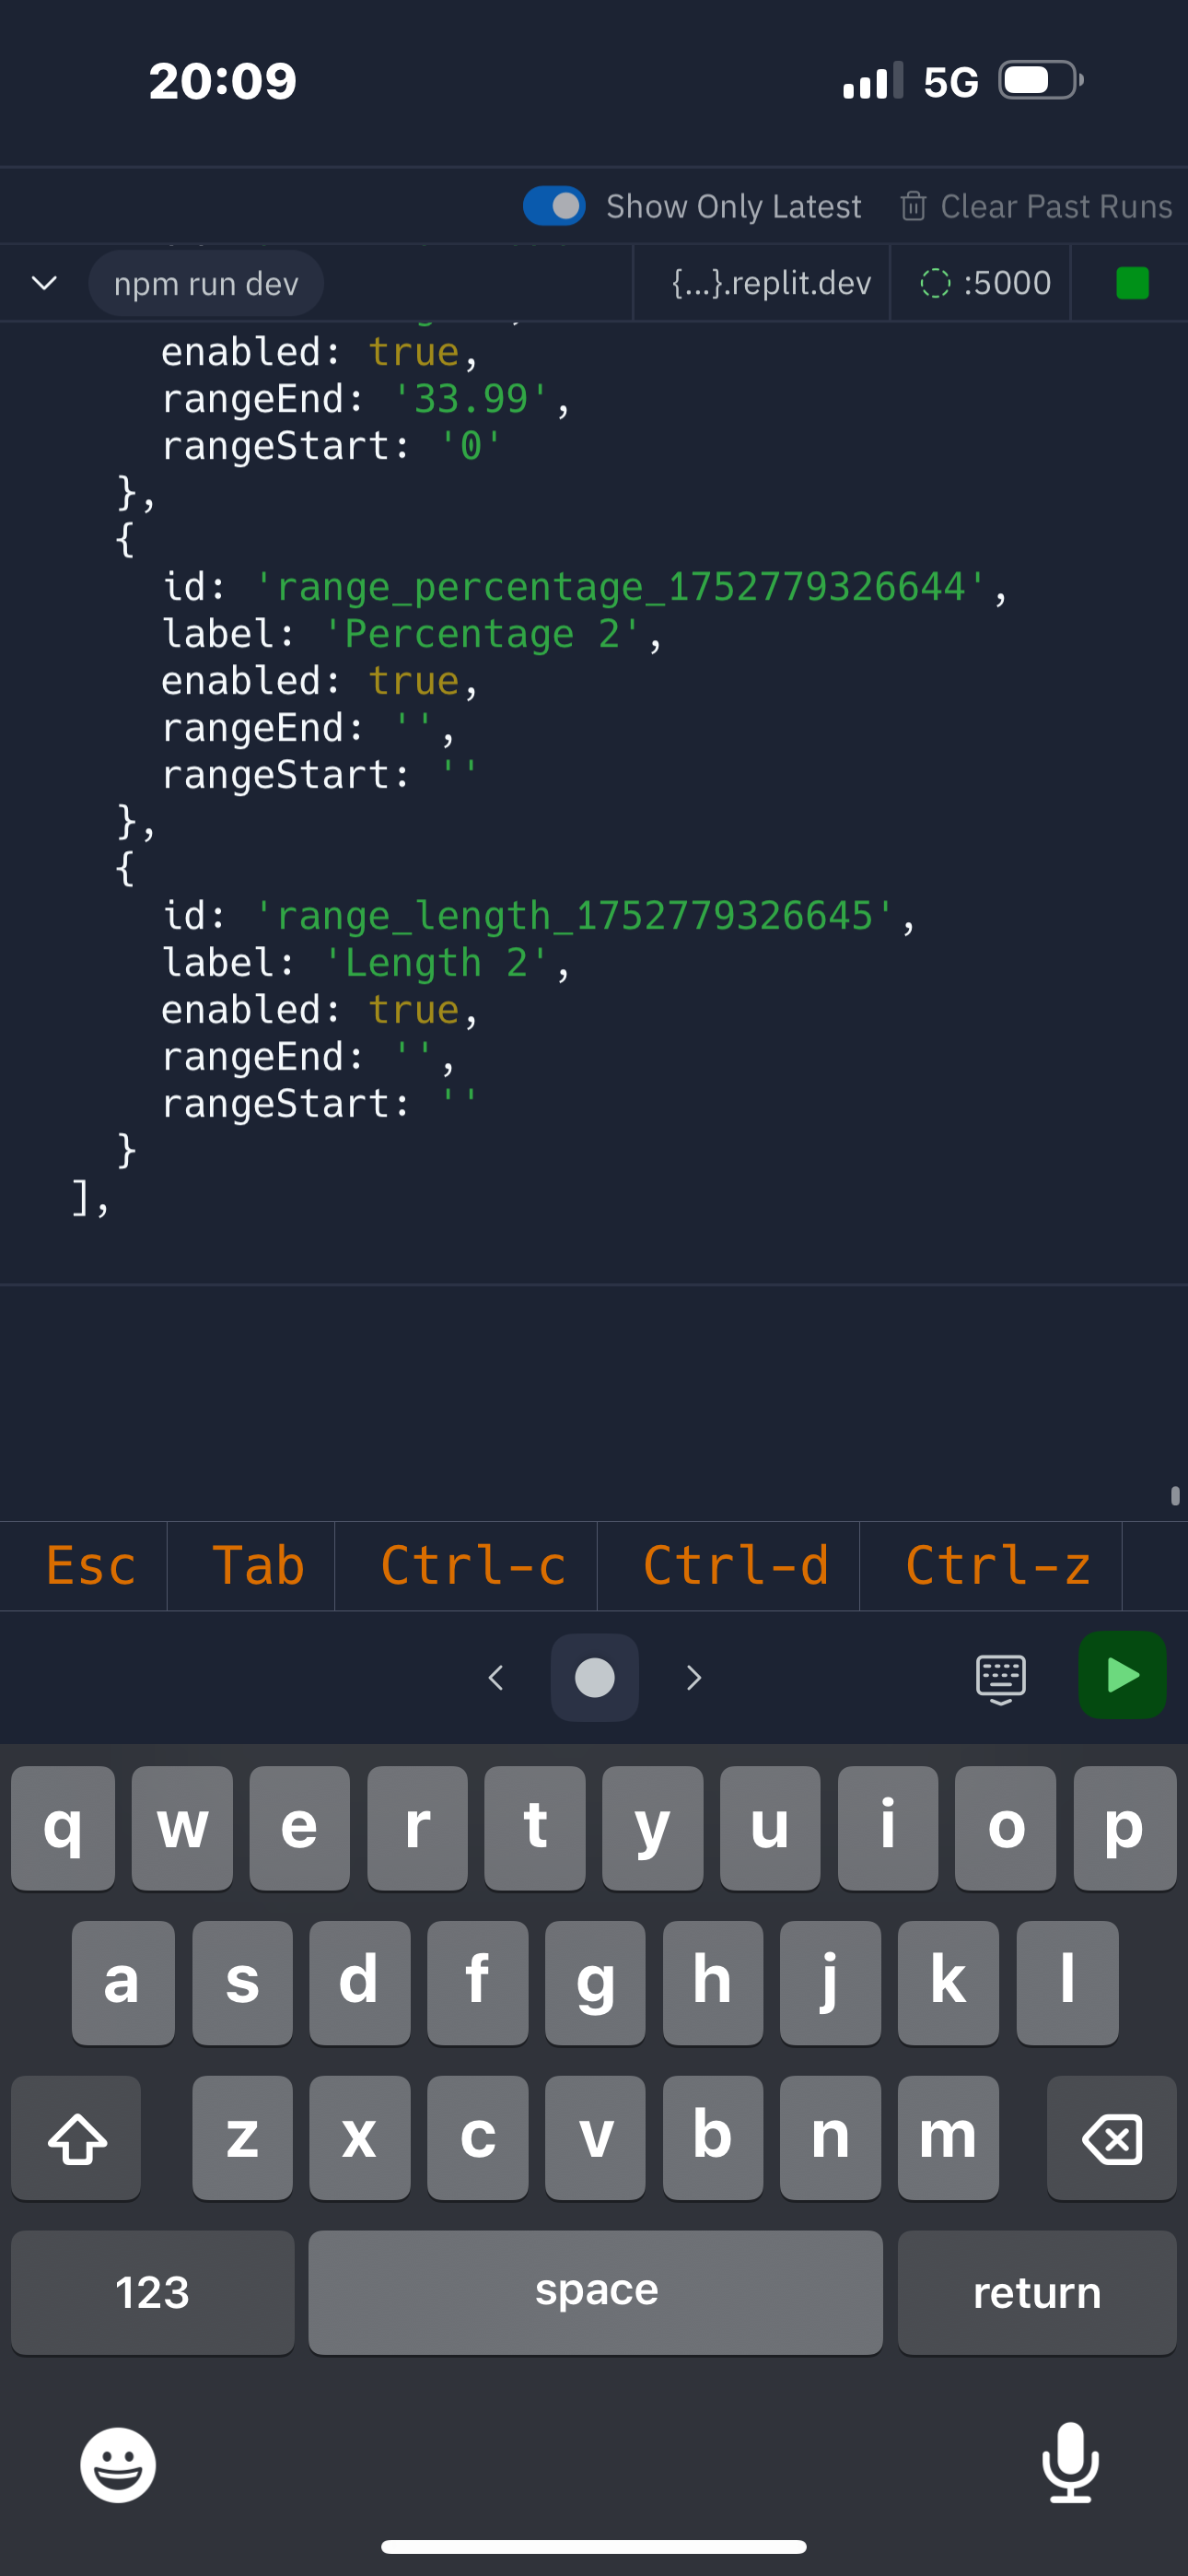 20:09
5G
Show Only Latest
Clear Past Runs
npm run dev
{...}.replit.dev
:5000
enabled: true,
rangeEnd: '33.99',
rangeStart: '0'
},
{
id: 'range_percentage_1752779326644',
label: 'Percentage 2',
enabled: true,
rangeEnd: '',
rangeStart: ''
},
{
id: 'range_length_1752779326645',
label: 'Length 2',
enabled: true,
rangeEnd: '',
rangeStart: ''
}
],
Esc
Tab
Ctrl-c
Ctrl-d
Ctrl-z
q w e r t y u i o p
a s d f g h j k l
z x c v b n m
123
space
return